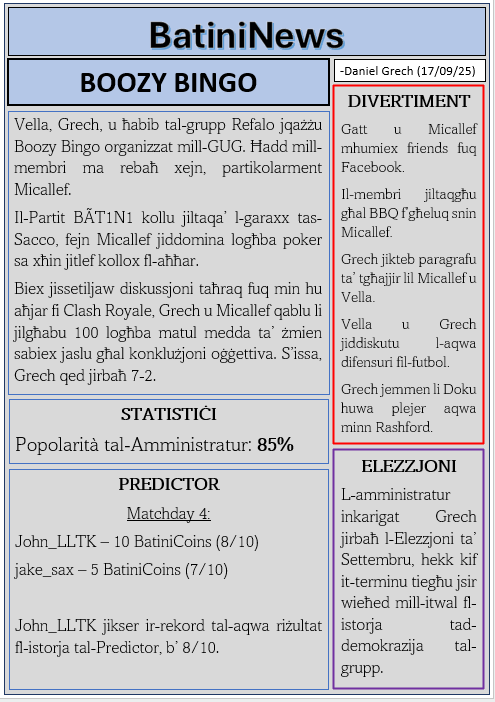 BatiniNews
BOOZY BINGO
Vella, Grech, u ħabib tal-grupp Refalo jqażżu
Boozy Bingo organizzat mill-GUG. Ħadd mill-
membri ma rebaħ xejn, partikolarment
Micallef.
Il-Partit BÃT1N1 kollu jiltaqa' l-garaxx tas-
Sacco, fejn Micallef jiddomina logħba poker
sa xħin jitlef kollox fl-aħħar.
Biex jissetiljaw diskussjoni taħraq fuq min hu
aħjar fi Clash Royale, Grech u Micallef qablu li
jilgħabu 100 logħba matul medda ta' żmien
sabiex jaslu għal konklużjoni oġġettiva. S'issa,
Grech qed jirbaħ 7-2.
STATISTIĊI
Popolarità tal-Amministratur: 85%
PREDICTOR
Matchday 4:
John_LLTK – 10 BatiniCoins (8/10)
jake_sax – 5 BatiniCoins (7/10)
John_LLTK jikser ir-rekord tal-aqwa riżultat
fl-istorja tal-Predictor, b' 8/10.
-Daniel Grech (17/09/25)
DIVERTIMENT
Gatt u Micallef
mhumiex friends fuq
Facebook.
Il-membri jiltaqgħu
għal BBQ f'għeluq snin
Micallef.
Grech jikteb paragrafu
ta' tgħajjir lil Micallef u
Vella.
Vella u Grech
jiddiskutu l-aqwa
difensuri fil-futbol.
Grech jemmen li Doku
huwa plejer aqwa
minn Rashford.
ELEZZJONI
L-amministratur
inkarigat Grech
jirbaħ l-Elezzjoni ta'
Settembru, hekk kif
it-terminu tiegħu jsir
wieħed mill-itwal fl-
istorja tad-
demokrazija tal-
grupp.